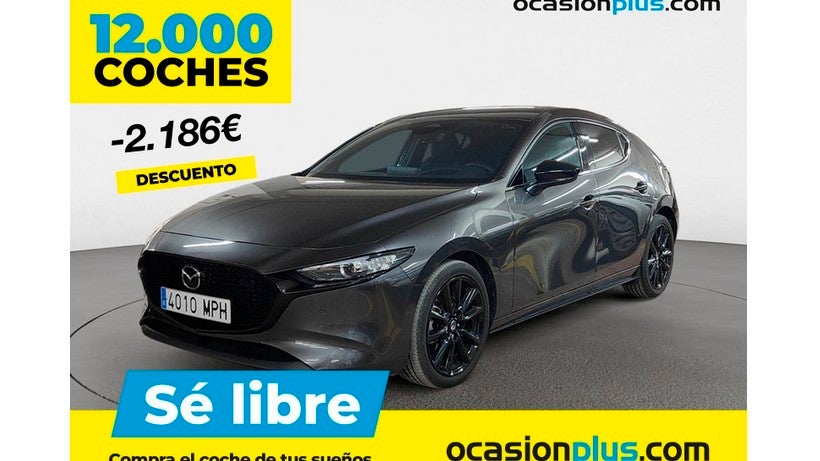 12.000
COCHES
ocasionplus.com
-2.186€
DESCUENTO
4010 MPH
Sé libre
Compra el coche de tus sueños
ocasionplus.com